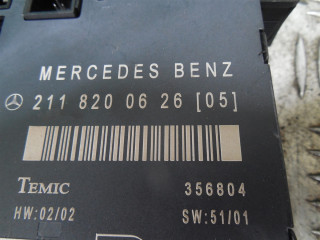 MERCEDES BENZ
211 820 06 26 [05]
TEMIC 356804
HW:02/02 SW:51/01